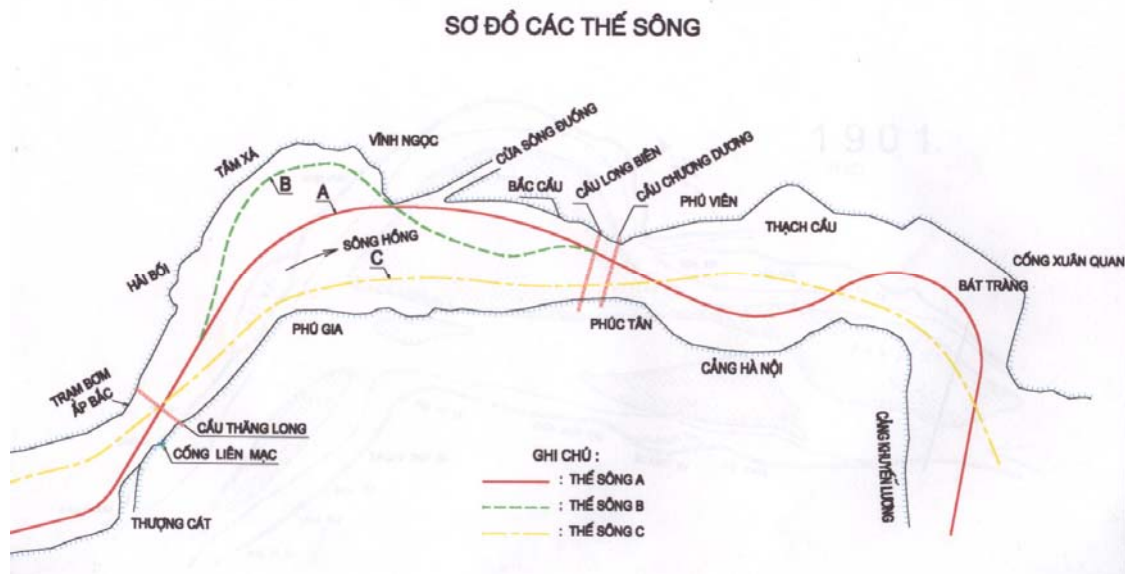 SƠ ĐỒ CÁC THẾ SÔNG
1901.
VĨNH NGỌC
TẦM XÁ
CỬA SÔNG ĐUỐNG
BẮC CẦU
CẦU LONG BIÊN
CẦU CHƯƠNG DƯƠNG
PHÚ VIÊN
THẠCH CẦU
B
A
SÔNG HỒNG
C
HẢI BỐI
CỐNG XUÂN QUAN
BÁT TRÀNG
PHÚ GIA
PHÚC TÂN
CẢNG HÀ NỘI
TRẠM BƠM
ẤP BẮC
CẦU THĂNG LONG
CỐNG LIÊN MẠC
CẢNG KHUYẾN LƯƠNG
THƯỢNG CÁT
GHI CHÚ :
: THẾ SÔNG A
: THẾ SÔNG B
: THẾ SÔNG C